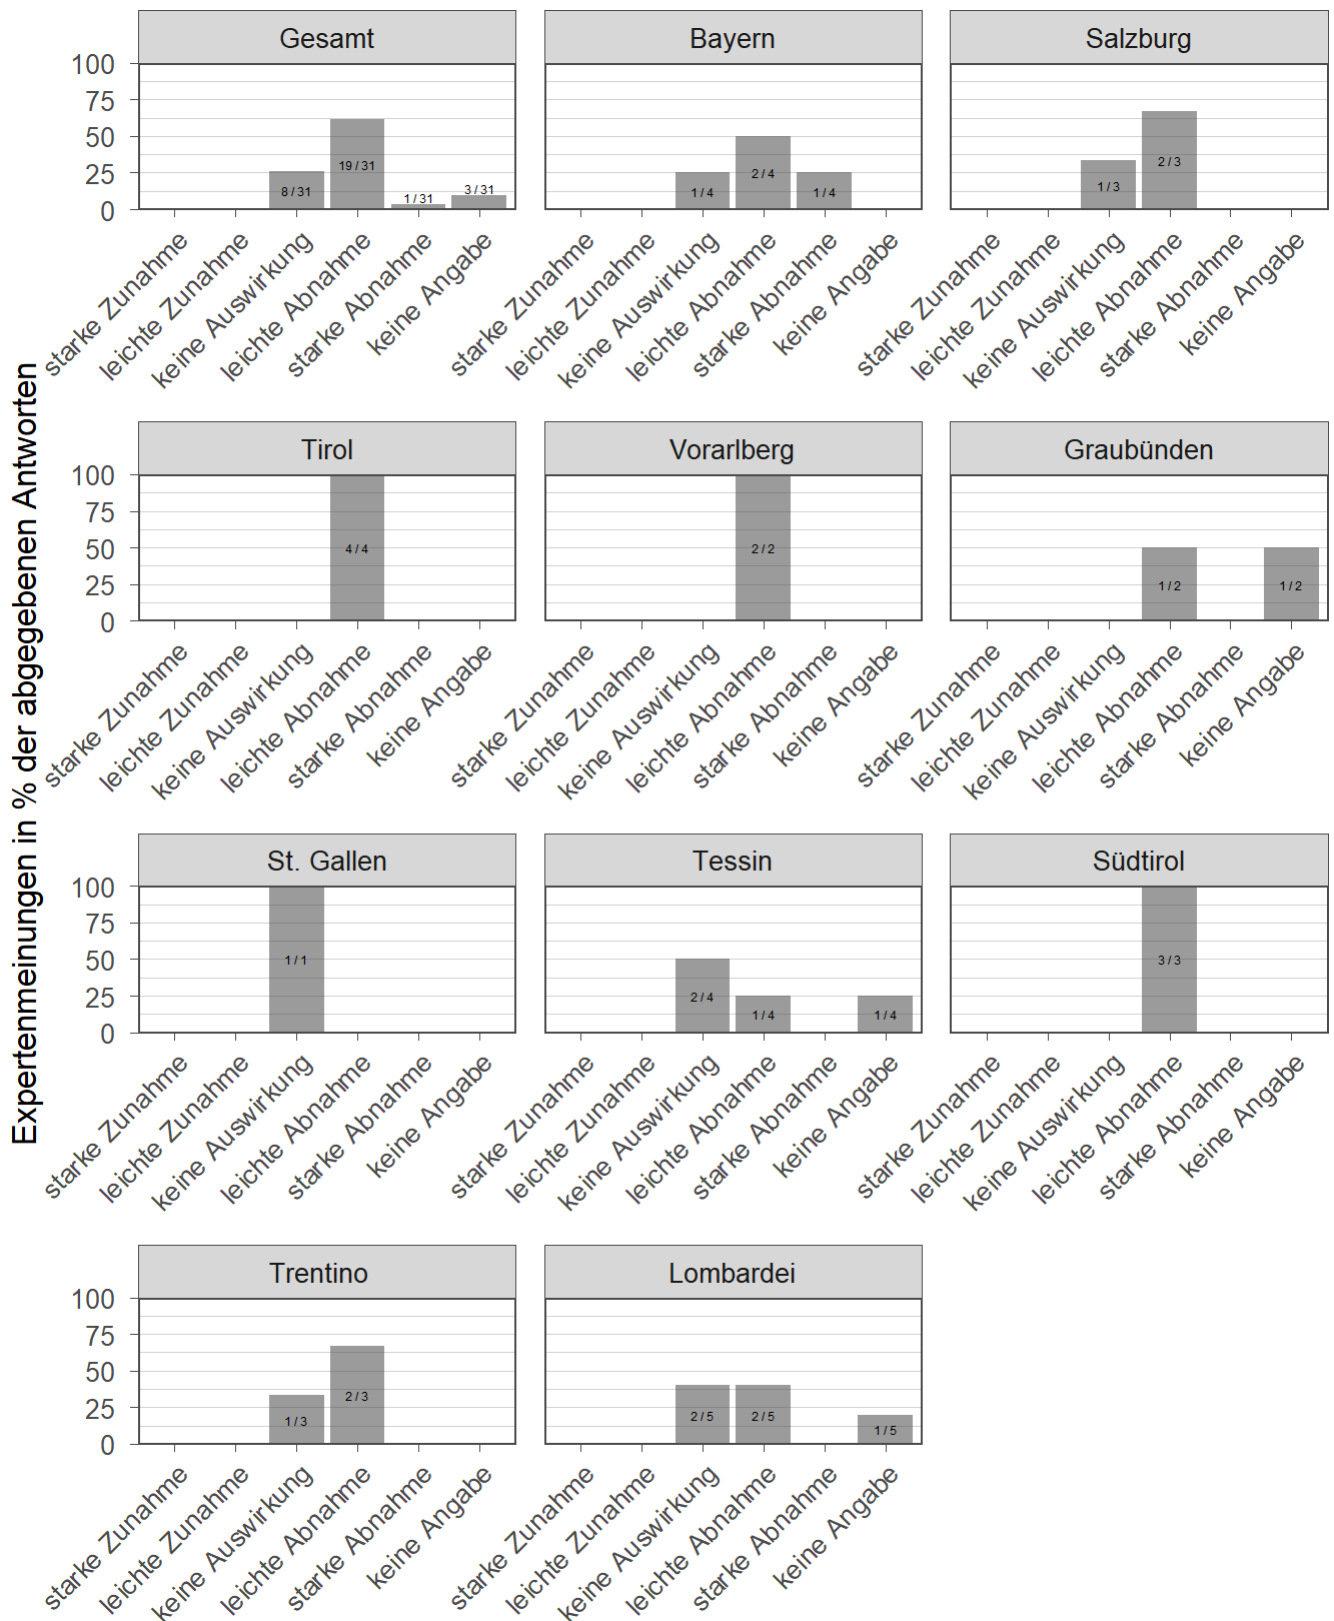 Expertenmeinungen in % der abgegebenen Antworten
Gesamt
100
75
50
25
0
8 / 31
19 / 31
1 / 31
3 / 31
starke Zunahme
leichte Zunahme
keine Auswirkung
leichte Abnahme
starke Abnahme
keine Angabe
Bayern
1 / 4
2 / 4
1 / 4
starke Zunahme
leichte Zunahme
keine Auswirkung
leichte Abnahme
starke Abnahme
keine Angabe
Salzburg
1 / 3
2 / 3
starke Zunahme
leichte Zunahme
keine Auswirkung
leichte Abnahme
starke Abnahme
keine Angabe
Tirol
100
75
50
25
0
4 / 4
starke Zunahme
leichte Zunahme
keine Auswirkung
leichte Abnahme
starke Abnahme
keine Angabe
Vorarlberg
2 / 2
starke Zunahme
leichte Zunahme
keine Auswirkung
leichte Abnahme
starke Abnahme
keine Angabe
Graubünden
1 / 2
1 / 2
starke Zunahme
leichte Zunahme
keine Auswirkung
leichte Abnahme
starke Abnahme
keine Angabe
St. Gallen
100
75
50
25
0
1 / 1
starke Zunahme
leichte Zunahme
keine Auswirkung
leichte Abnahme
starke Abnahme
keine Angabe
Tessin
2 / 4
1 / 4
1 / 4
starke Zunahme
leichte Zunahme
keine Auswirkung
leichte Abnahme
starke Abnahme
keine Angabe
Südtirol
3 / 3
starke Zunahme
leichte Zunahme
keine Auswirkung
leichte Abnahme
starke Abnahme
keine Angabe
Trentino
100
75
50
25
0
1 / 3
2 / 3
starke Zunahme
leichte Zunahme
keine Auswirkung
leichte Abnahme
starke Abnahme
keine Angabe
Lombardei
2 / 5
2 / 5
1 / 5
starke Zunahme
leichte Zunahme
keine Auswirkung
leichte Abnahme
starke Abnahme
keine Angabe